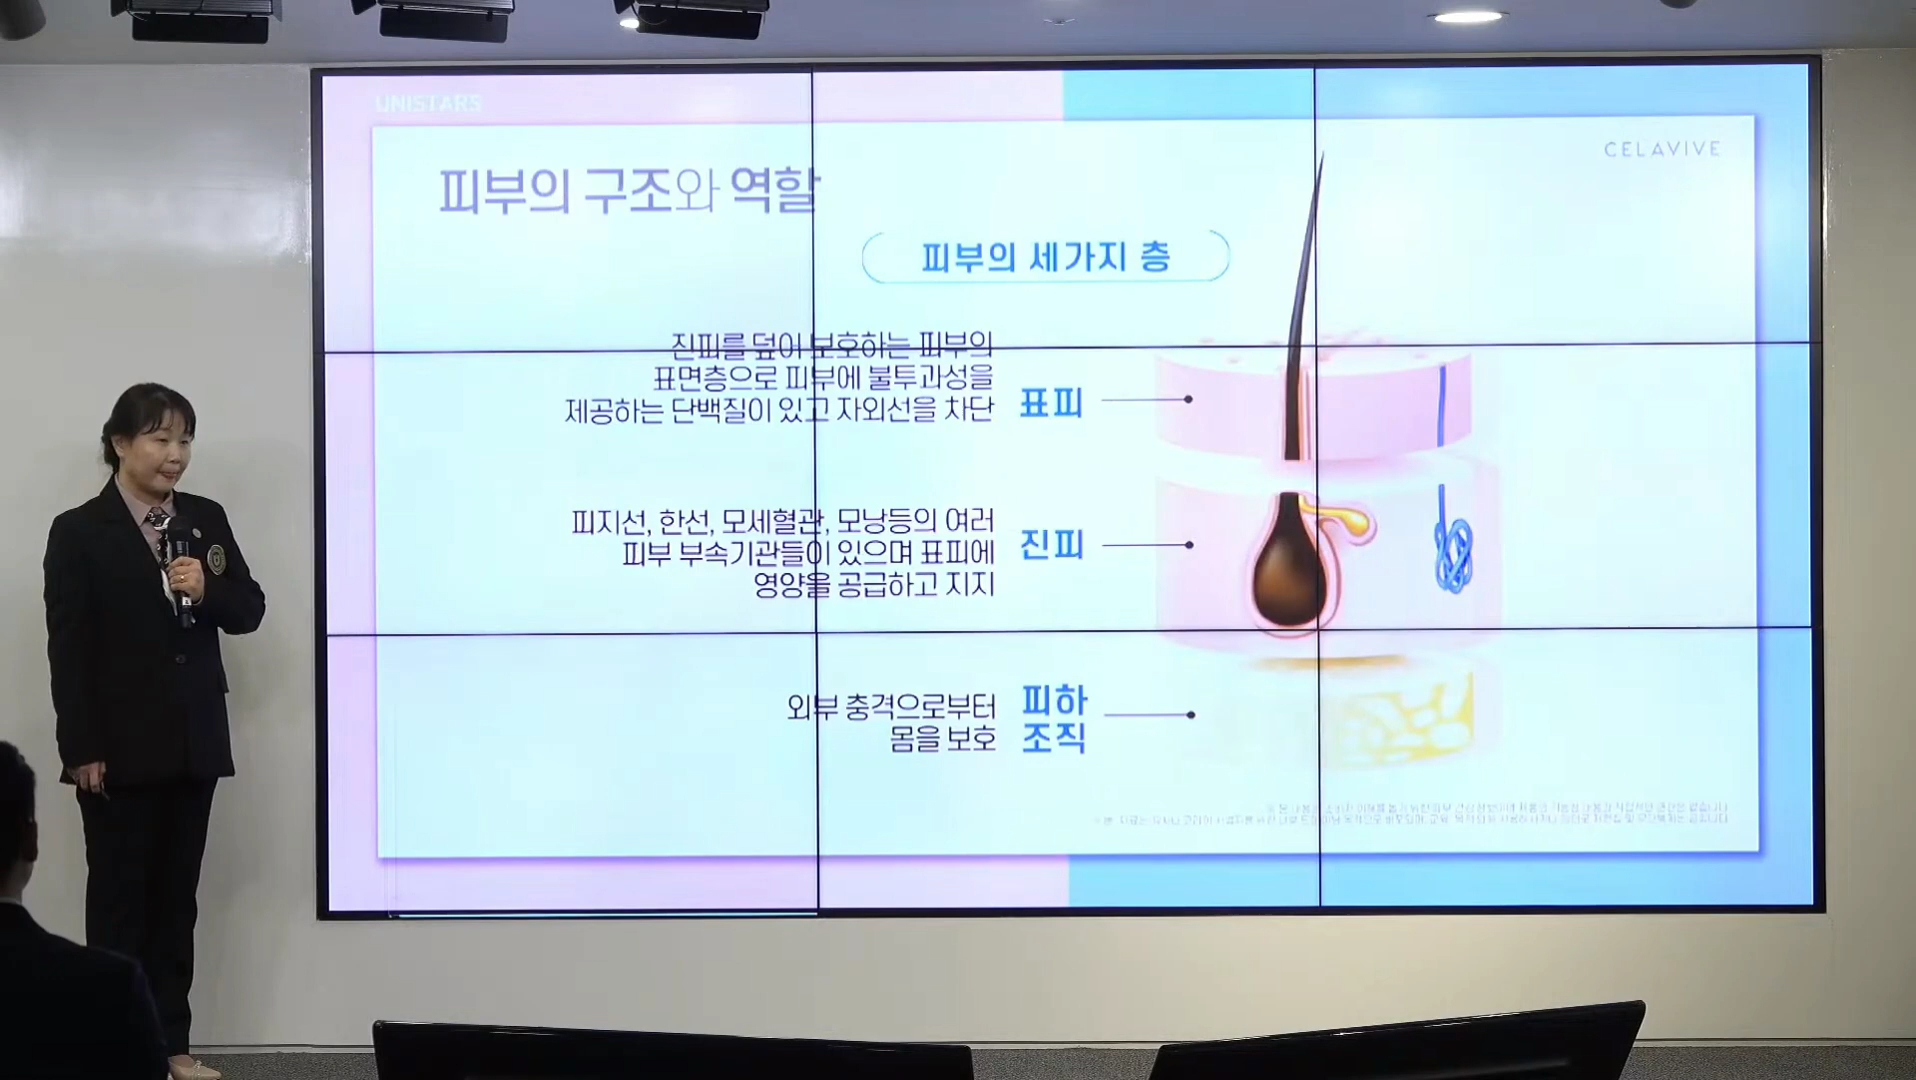 UNISTARS
CELAVIVE
피부의 구조와 역할
피부의 세가지 층
진피를 덮어 보호하는 피부의
표면층으로 피부에 불투과성을
제공하는 단백질이 있고 자외선을 차단
표피
피지선, 한선, 모세혈관, 모낭등의 여러
피부 부속기관들이 있으며 표피에
영양을 공급하고 지지
진피
외부 충격으로부터
몸을 보호
피하
조직